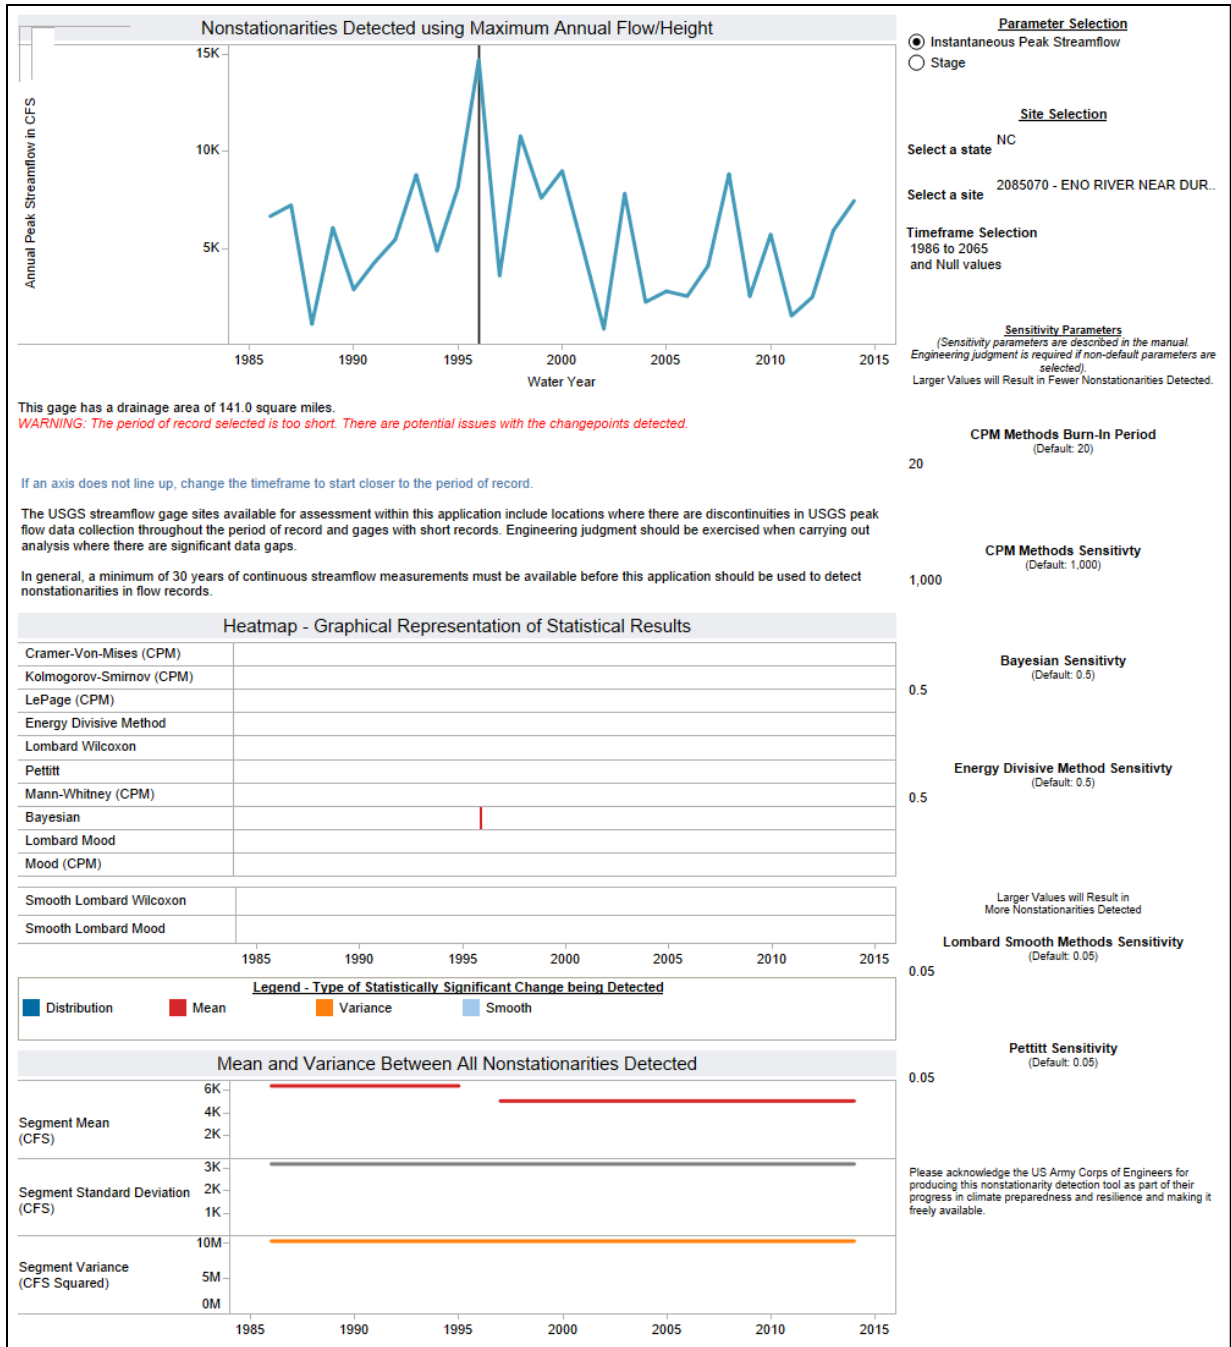 Nonstationarities Detected using Maximum Annual Flow/Height
15K
10K
5K
Annual Peak Streamflow in CFS
1985 1990 1995 2000 2005 2010 2015
Water Year
This gage has a drainage area of 141.0 square miles.
WARNING: The period of record selected is too short. There are potential issues with the changepoints detected.
If an axis does not line up, change the timeframe to start closer to the period of record.
The USGS streamflow gage sites available for assessment within this application include locations where there are discontinuities in USGS peak
flow data collection throughout the period of record and gages with short records. Engineering judgment should be exercised when carrying out
analysis where there are significant data gaps.
In general, a minimum of 30 years of continuous streamflow measurements must be available before this application should be used to detect
nonstationarities in flow records.
Heatmap - Graphical Representation of Statistical Results
Cramer-Von-Mises (CPM)
Kolmogorov-Smirnov (CPM)
LePage (CPM)
Energy Divisive Method
Lombard Wilcoxon
Pettitt
Mann-Whitney (CPM)
Bayesian
Lombard Mood
Mood (CPM)
Smooth Lombard Wilcoxon
Smooth Lombard Mood
1985 1990 1995 2000 2005 2010 2015
Legend - Type of Statistically Significant Change being Detected
Distribution Mean Variance Smooth
Mean and Variance Between All Nonstationarities Detected
6K
4K
2K
Segment Mean
(CFS)
3K
2K
1K
Segment Standard Deviation
(CFS)
10M
5M
0M
Segment Variance
(CFS Squared)
1985 1990 1995 2000 2005 2010 2015
Parameter Selection
Instantaneous Peak Streamflow
Stage
Site Selection
Select a state NC
Select a site 2085070 - ENO RIVER NEAR DUR..
Timeframe Selection
1986 to 2065
and Null values
Sensitivity Parameters
(Sensitivity parameters are described in the manual.
Engineering judgment is required if non-default parameters are
selected).
Larger Values will Result in Fewer Nonstationarities Detected.
CPM Methods Burn-In Period
(Default: 20)
20
CPM Methods Sensitivty
(Default: 1,000)
1,000
Bayesian Sensitivty
(Default: 0.5)
0.5
Energy Divisive Method Sensitivty
(Default: 0.5)
0.5
Larger Values will Result in
More Nonstationarities Detected
Lombard Smooth Methods Sensitivity
(Default: 0.05)
0.05
Pettitt Sensitivity
(Default: 0.05)
0.05
Please acknowledge the US Army Corps of Engineers for
producing this nonstationarity detection tool as part of their
progress in climate preparedness and resilience and making it
freely available.